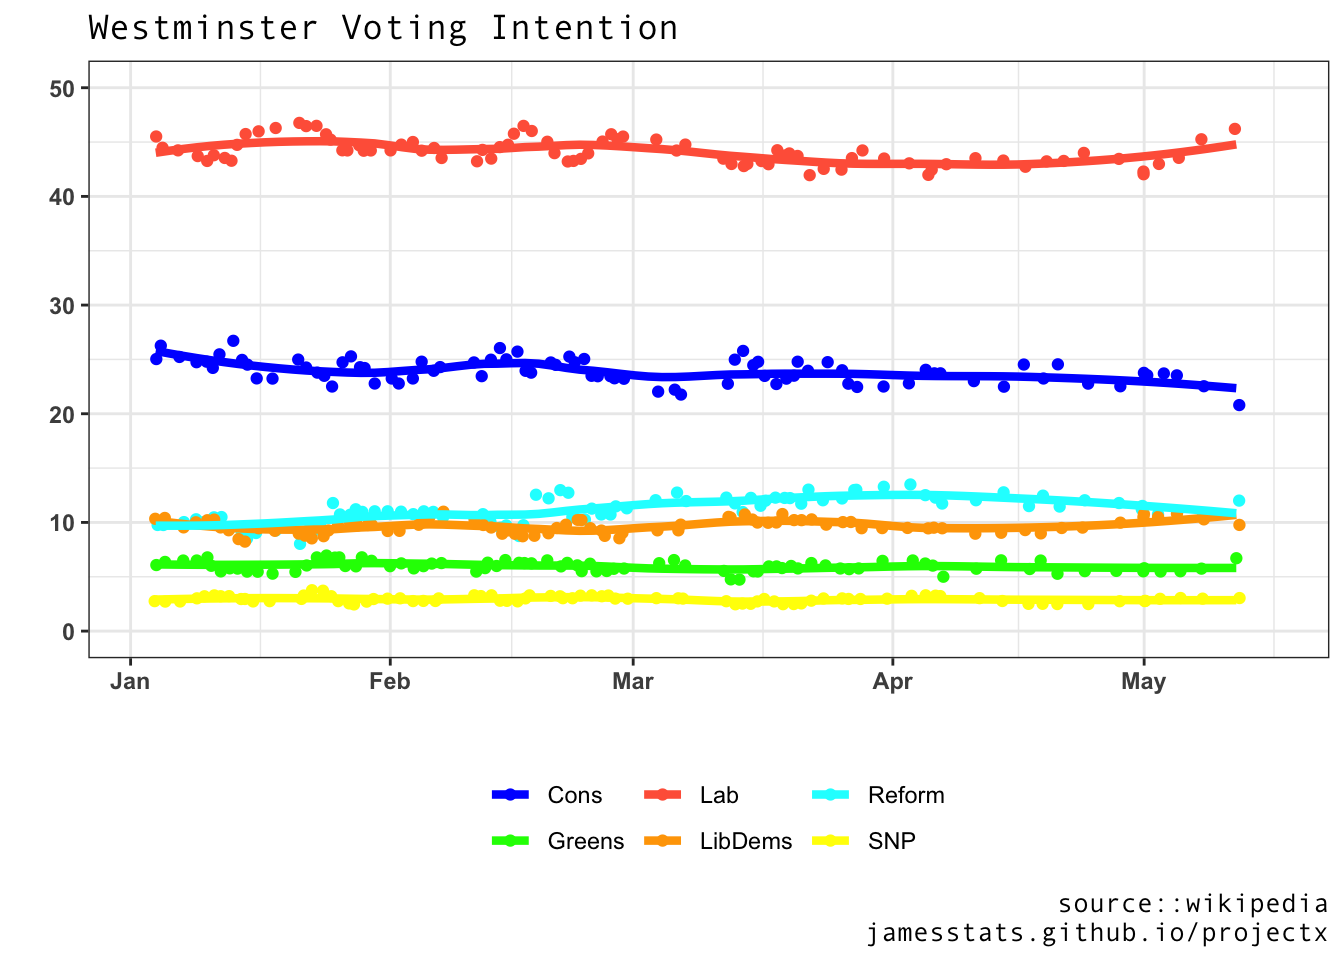 Westminster Voting Intention
50
40
30
20
10
0
Jan Feb Mar Apr May
Cons Lab Reform
Greens LibDems SNP
source::wikipedia
jamesstats.github.io/projectx